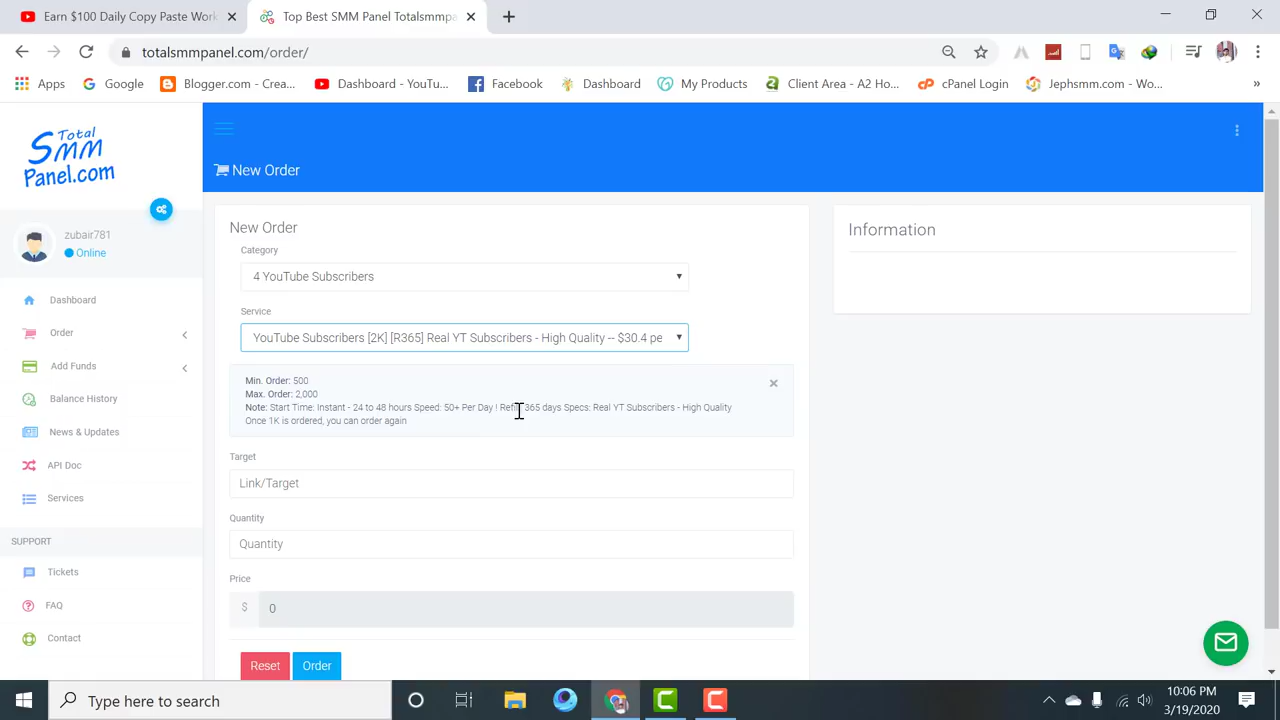 Earn $100 Daily Copy Paste Work
Top Best SMM Panel Totalsmmpa
totalsmmpanel.com/order/
Apps
Google
Blogger.com - Crea...
Dashboard - YouTu...
Facebook
Dashboard
My Products
Client Area - A2 Ho...
cPanel Login
Jephsmm.com - Wo...
»
Total
SMM
Panel.com
New Order
zubair781
Online
Dashboard
Order
Add Funds
Balance History
News & Updates
API Doc
Services
SUPPORT
Tickets
FAQ
Contact
New Order
Category
4 YouTube Subscribers
Service
YouTube Subscribers [2K] [R365] Real YT Subscribers - High Quality -- $30.4 pe
Min. Order: 500
Max. Order: 2,000
Note: Start Time: Instant - 24 to 48 hours Speed: 50+ Per Day ! Refill 365 days Specs: Real YT Subscribers - High Quality
Once 1K is ordered, you can order again
Target
Link/Target
Quantity
Quantity
Price
$ 0
Reset
Order
Information
Type here to search
10:06 PM
3/19/2020